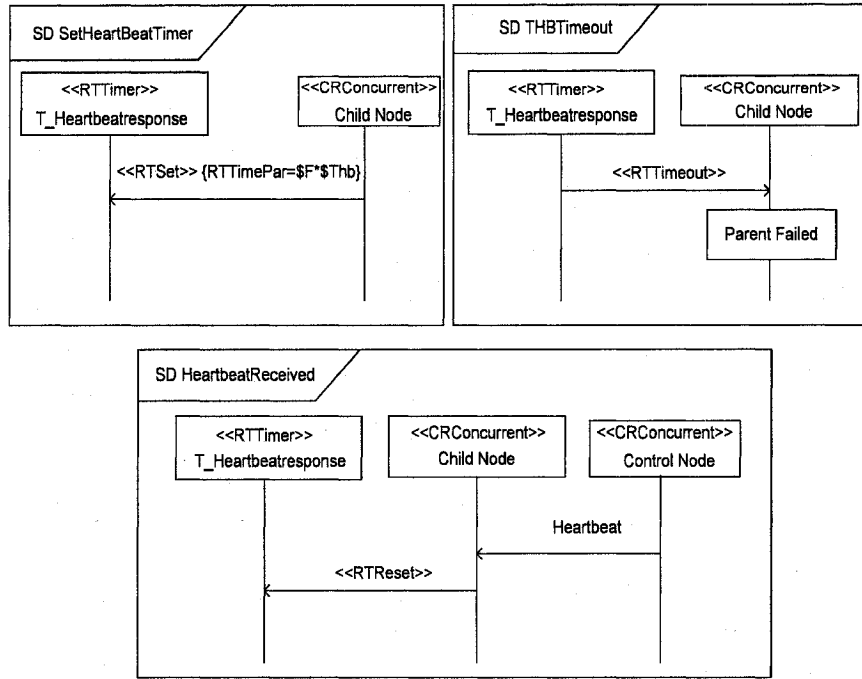 SD SetHeartBeatTimer
<<RTTimer>>
T_Heartbeatresponse
<<CRConcurrent>>
Child Node
<<RTSet>> {RTTimePar=$F*$Thb}
SD THBTimeout
<<RTTimer>>
T_Heartbeatresponse
<<CRConcurrent>>
Child Node
<<RTTimeout>>
Parent Failed
SD HeartbeatReceived
<<RTTimer>>
T_Heartbeatresponse
<<CRConcurrent>>
Child Node
<<CRConcurrent>>
Control Node
Heartbeat
<<RTReset>>